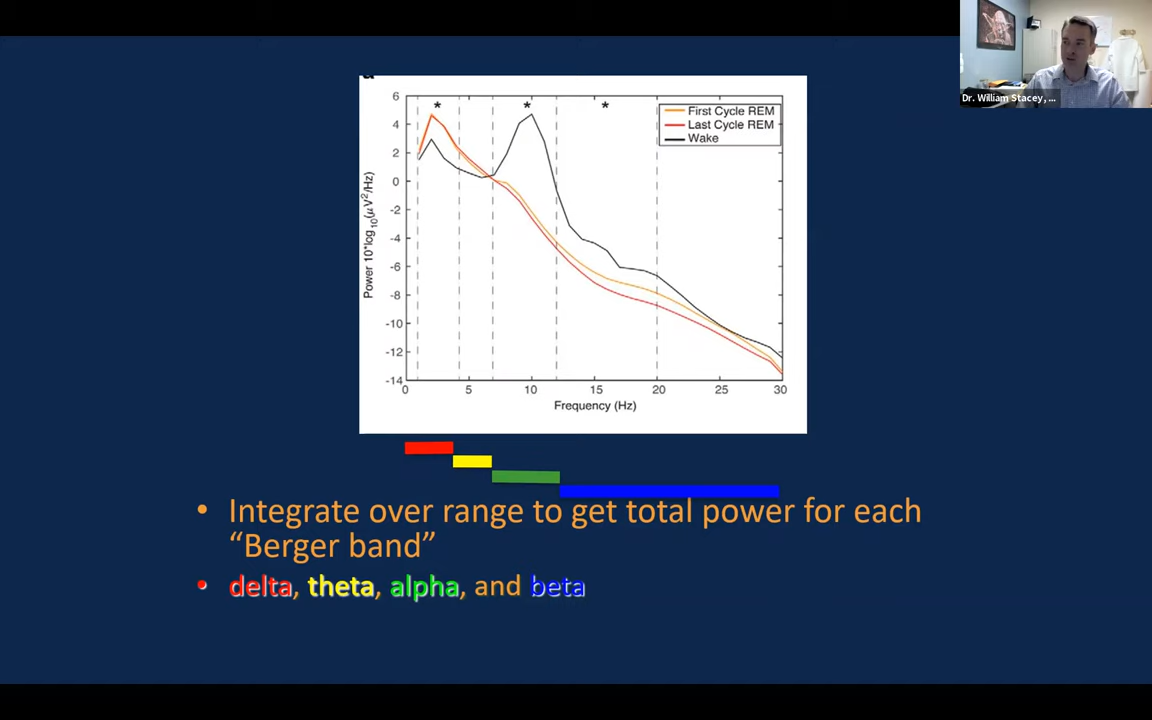 Dr. William Stacey, ...
6
4
2
0
-2
-4
-6
-8
-10
-12
-14
Power 10*log10(μV2/Hz)
* * *
First Cycle REM
Last Cycle REM
Wake
0 5 10 15 20 25 30
Frequency (Hz)
• Integrate over range to get total power for each
“Berger band”
• delta, theta, alpha, and beta